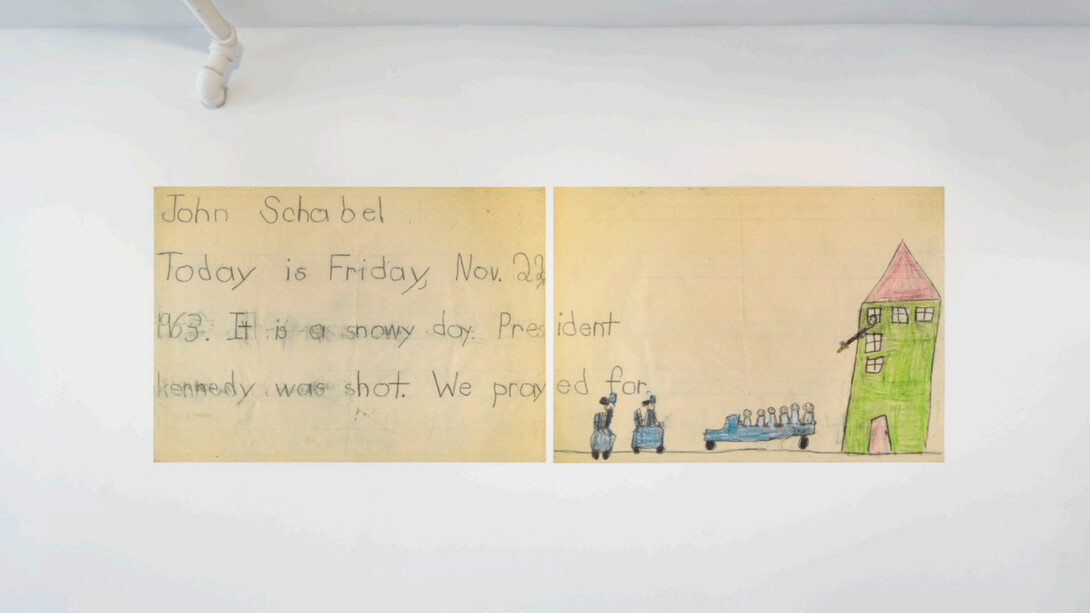 John Schabel
Today is Friday, Nov. 22
1963. It is a snowy day. President
kennedy was shot. We prayed for